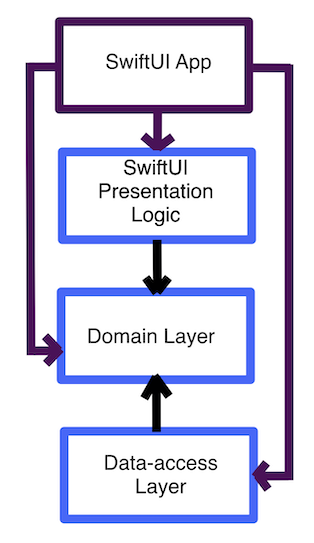 SwiftUI App
SwiftUI
Presentation
Logic
Domain Layer
Data-access
Layer